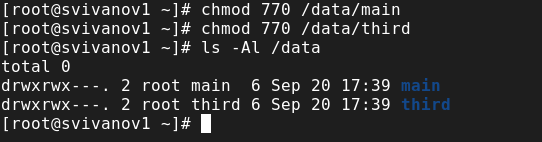 [root@svivanov1 ~]# chmod 770 /data/main
[root@svivanov1 ~]# chmod 770 /data/third
[root@svivanov1 ~]# ls -Al /data
total 0
drwxrwx---. 2 root main  6 Sep 20 17:39 main
drwxrwx---. 2 root third 6 Sep 20 17:39 third
[root@svivanov1 ~]#